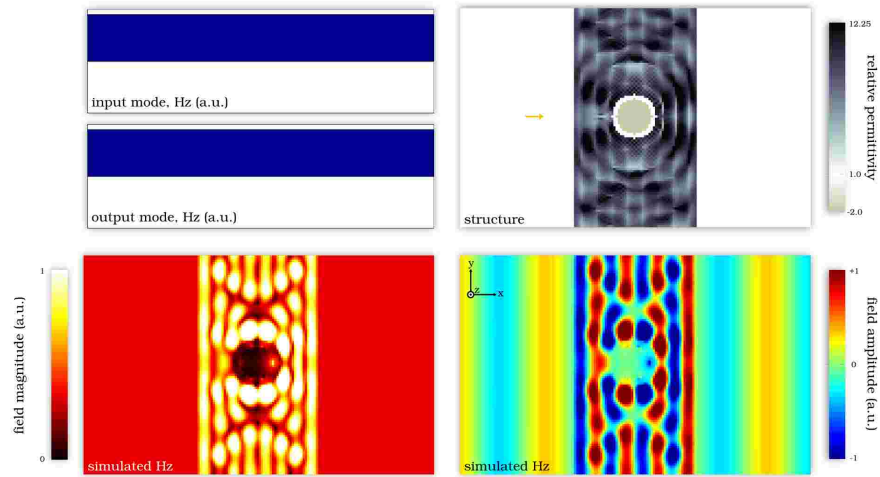 input mode, Hz (a.u.)
output mode, Hz (a.u.)
structure
12.25
1.0
-2.0
relative permittivity
1
0
field magnitude (a.u.)
simulated Hz
y
z
x
simulated Hz
+1
0
-1
field amplitude (a.u.)